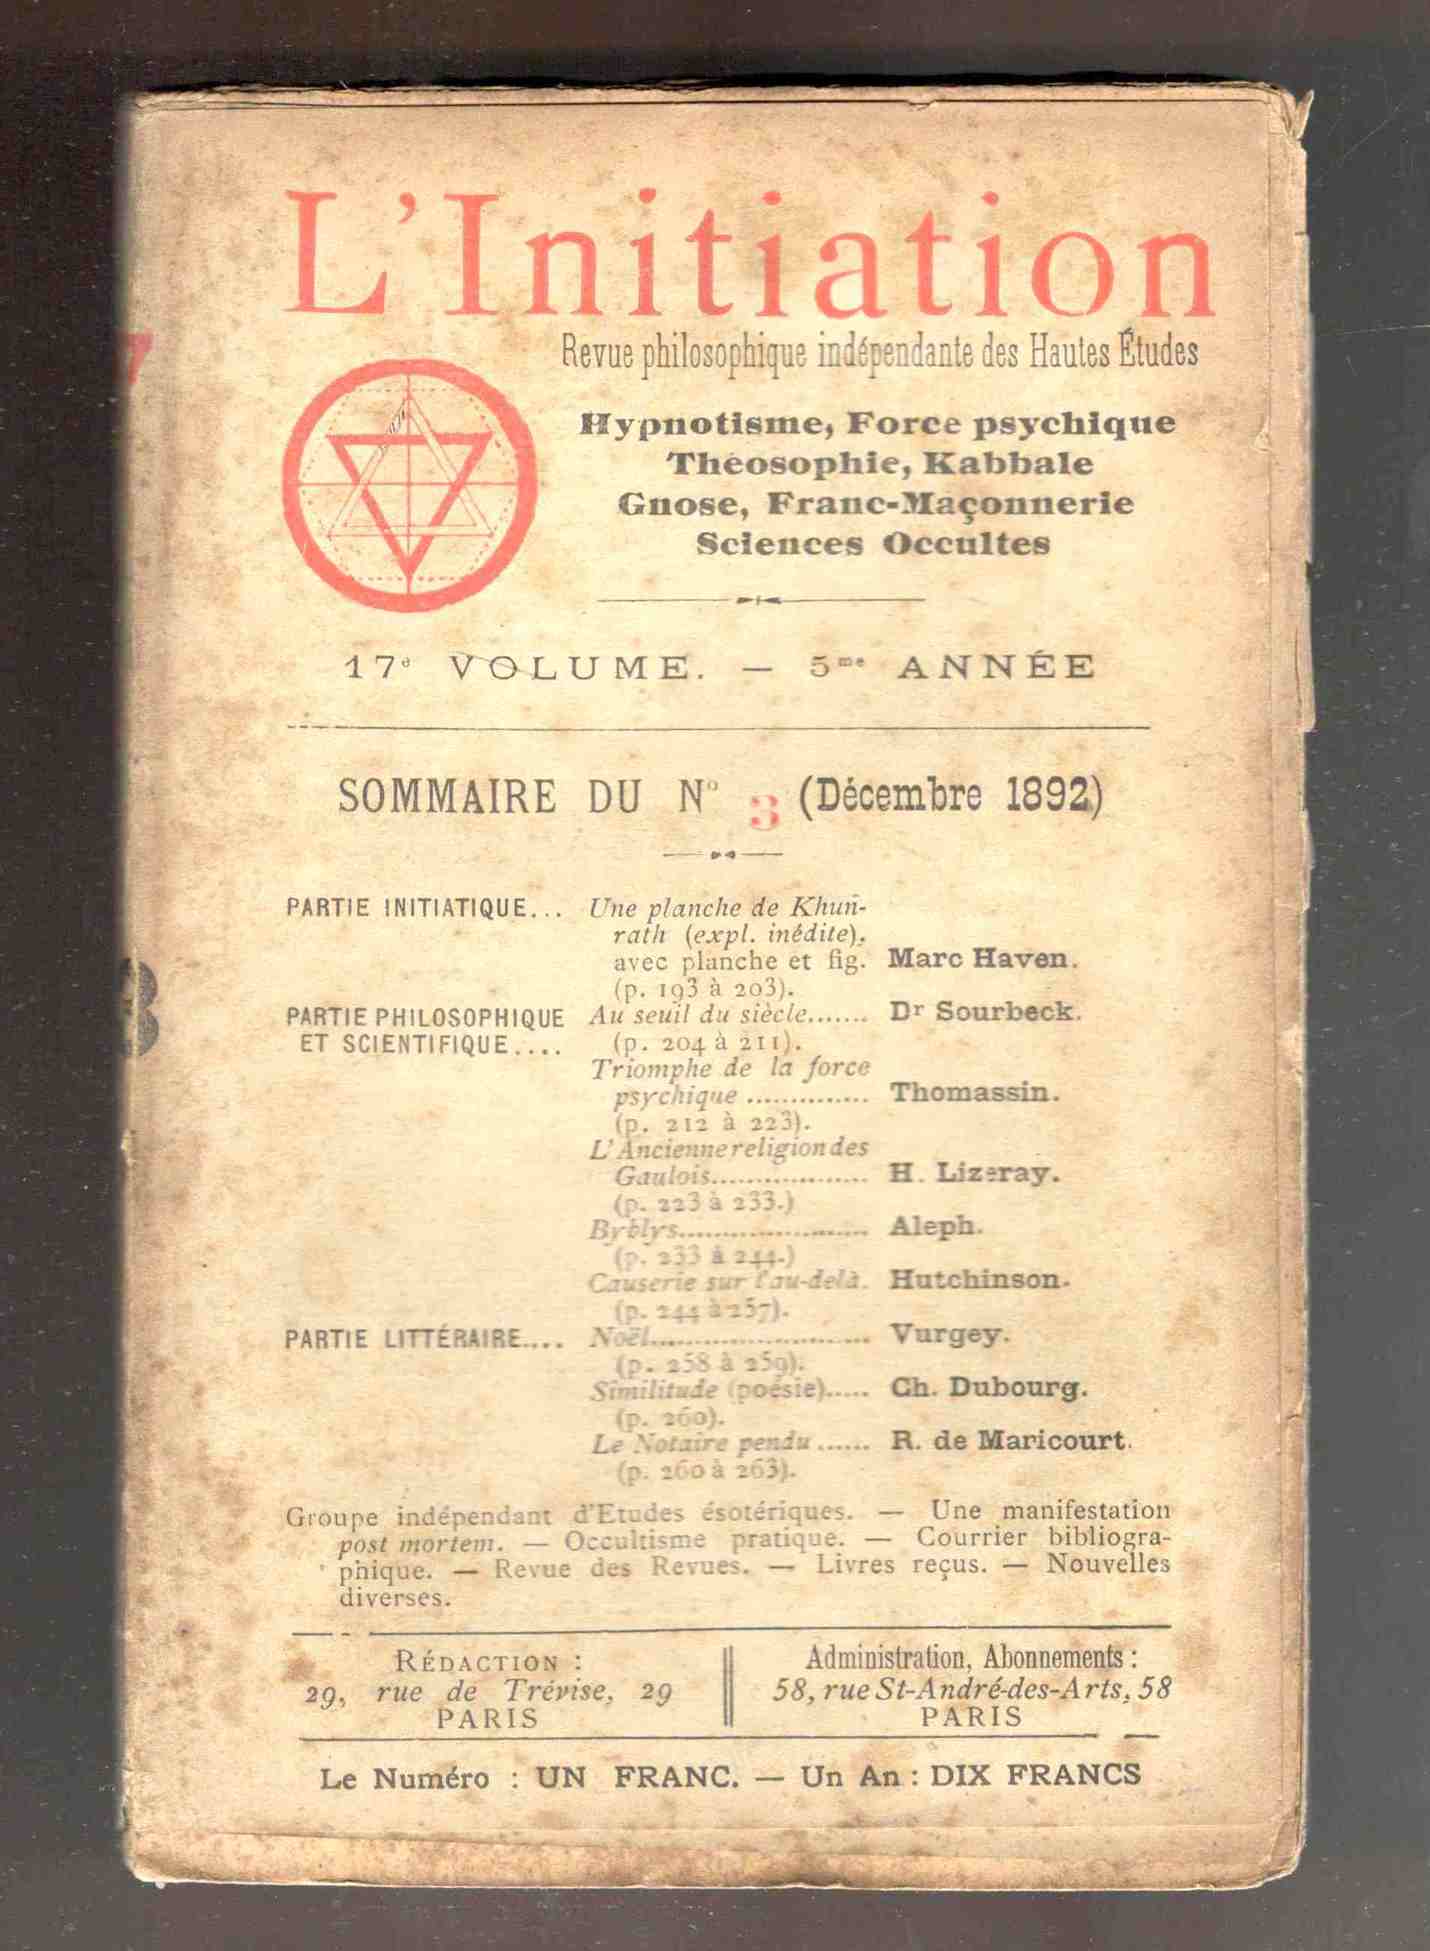 L'Initiation
Revue philosophique indépendante des Hautes Études
Hypnotisme, Force psychique
Théosophie, Kabbale
Gnose, Franc-Maçonnerie
Sciences Occultes
17e VOLUME. — 5me ANNÉE
SOMMAIRE DU No 3 (Décembre 1892)
PARTIE INITIATIQUE... Une planche de Khun-
rath (expl. inédite),
avec planche et fig. Marc Haven.
(p. 193 à 203).
PARTIE PHILOSOPHIQUE Au seuil du siècle....... Dr Sourbeck.
ET SCIENTIFIQUE.... (p. 204 à 211).
Triomphe de la force
psychique .............. Thomassin.
(p. 212 à 223).
L'Ancienne religion des
Gaulois.................. H. Lizeray.
(p. 223 à 233.)
Byblys...................... Aleph.
(p. 233 à 244.)
Causerie sur l'au-delà. Hutchinson.
(p. 244 à 257).
PARTIE LITTÉRAIRE.... Noël......................... Vurgey.
(p. 258 à 259).
Similitude (poésie)..... Ch. Dubourg.
(p. 260).
Le Notaire pendu ...... R. de Maricourt.
(p. 260 à 263).
Groupe indépendant d'Etudes ésotériques. — Une manifestation
post mortem. — Occultisme pratique. — Courrier bibliogra-
phique. — Revue des Revues. — Livres reçus. — Nouvelles
diverses.
RÉDACTION :
29, rue de Trévise, 29
PARIS
Administration, Abonnements :
58, rue St-André-des-Arts, 58
PARIS
Le Numéro : UN FRANC. — Un An : DIX FRANCS